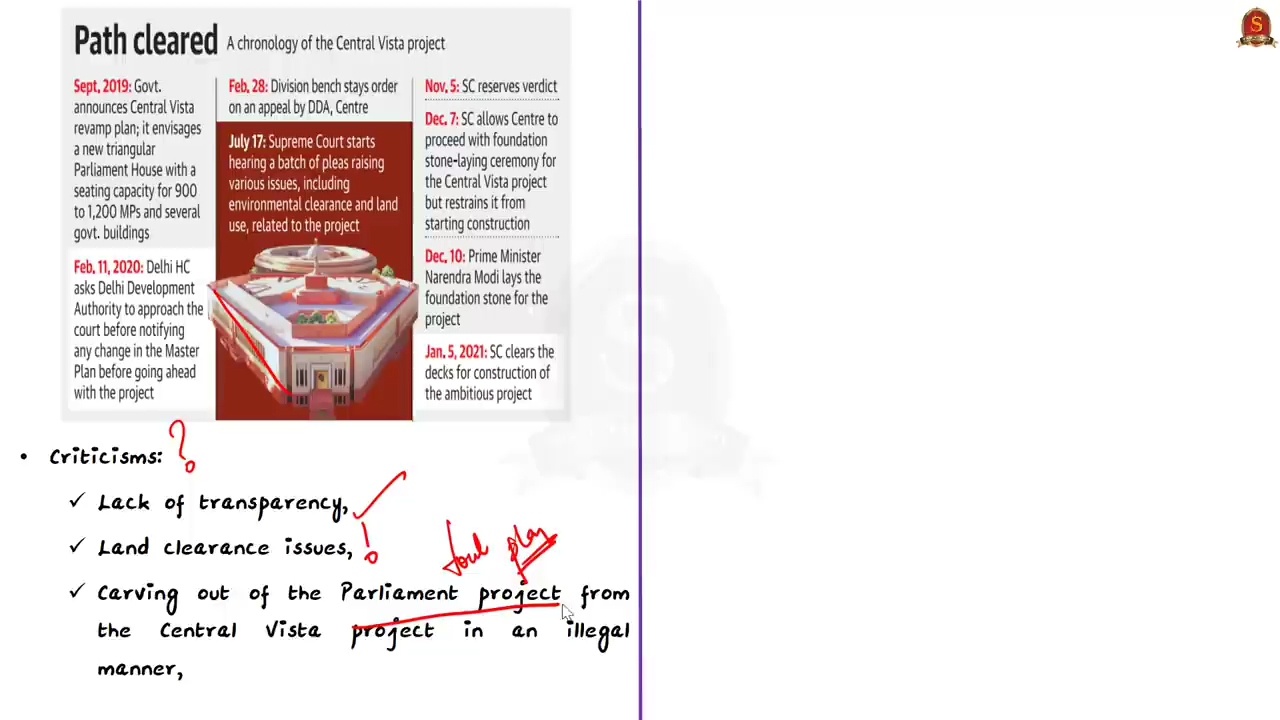 Path cleared A chronology of the Central Vista project
Sept, 2019: Govt.
announces Central Vista
revamp plan; it envisages
a new triangular
Parliament House with a
seating capacity for 900
to 1,200 MPs and several
govt. buildings
Feb. 11, 2020: Delhi HC
asks Delhi Development
Authority to approach the
court before notifying
any change in the Master
Plan before going ahead
with the project
Feb. 28: Division bench stays order
on an appeal by DDA, Centre
July 17: Supreme Court starts
hearing a batch of pleas raising
various issues, including
environmental clearance and land
use, related to the project
Nov. 5: SC reserves verdict
Dec. 7: SC allows Centre to
proceed with foundation
stone-laying ceremony for
the Central Vista project
but restrains it from
starting construction
Dec. 10: Prime Minister
Narendra Modi lays the
foundation stone for the
project
Jan. 5, 2021: SC clears the
decks for construction of
the ambitious project
• Criticisms: ?
✓ Lack of transparency,
✓ Land clearance issues,
foul play
✓ Carving out of the Parliament project from
the Central Vista project in an illegal
manner,
S
S